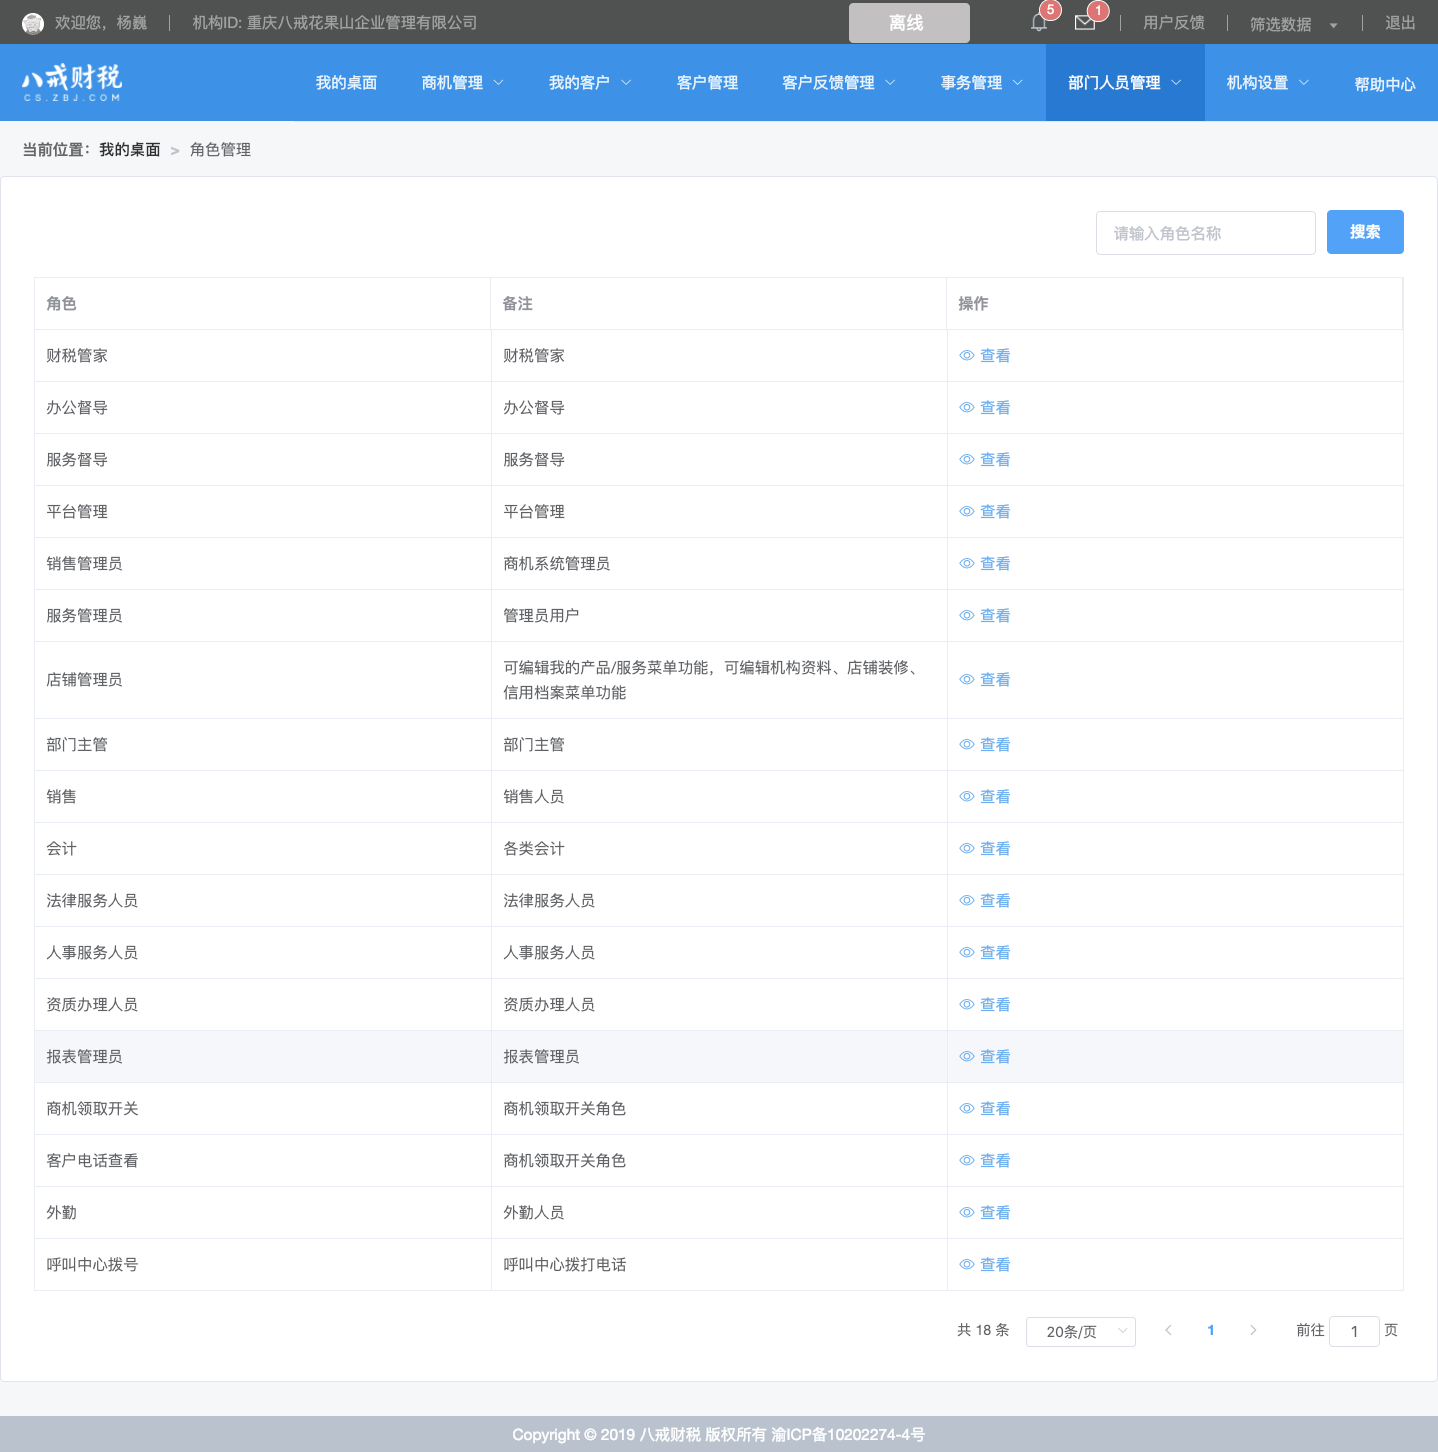 欢迎您，杨巍 机构ID: 重庆八戒花果山企业管理有限公司 离线 5 1 用户反馈 筛选数据 退出
八戒财税
CS.ZBJ.COM
我的桌面 商机管理 我的客户 客户管理 客户反馈管理 事务管理 部门人员管理 机构设置 帮助中心
当前位置：我的桌面 > 角色管理
请输入角色名称 搜索
角色 备注 操作
财税管家 财税管家 查看
办公督导 办公督导 查看
服务督导 服务督导 查看
平台管理 平台管理 查看
销售管理员 商机系统管理员 查看
服务管理员 管理员用户 查看
店铺管理员 可编辑我的产品/服务菜单功能，可编辑机构资料、店铺装修、 查看
信用档案菜单功能
部门主管 部门主管 查看
销售 销售人员 查看
会计 各类会计 查看
法律服务人员 法律服务人员 查看
人事服务人员 人事服务人员 查看
资质办理人员 资质办理人员 查看
报表管理员 报表管理员 查看
商机领取开关 商机领取开关角色 查看
客户电话查看 商机领取开关角色 查看
外勤 外勤人员 查看
呼叫中心拨号 呼叫中心拨打电话 查看
共 18 条 20条/页 1 前往 1 页
Copyright © 2019 八戒财税 版权所有 渝ICP备10202274-4号